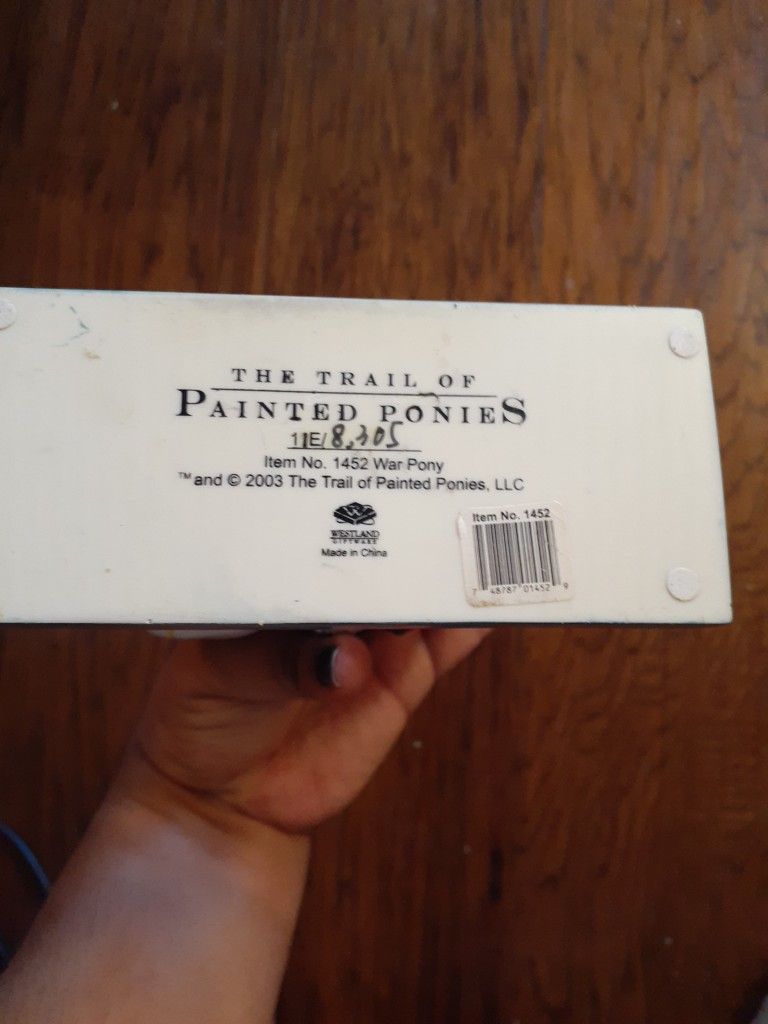 THE TRAIL OF
PAINTED PONIES
11E/8,305
Item No. 1452 War Pony
™ and © 2003 The Trail of Painted Ponies, LLC
WESTLAND
GIFTWARE
Made in China
Item No. 1452
7 48787 01452 9